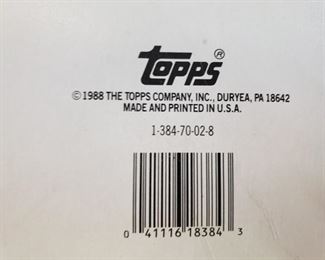 Topps®
©1988 THE TOPPS COMPANY, INC., DURYEA, PA 18642
MADE AND PRINTED IN U.S.A.
1-384-70-02-8
0 41116 18384 3